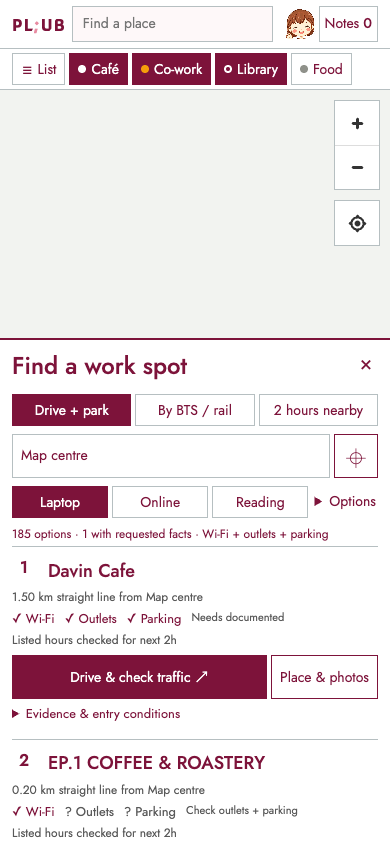 PL;UB Find a place Notes 0
≡ List Café Co-work Library Food
+
−
Find a work spot ×
Drive + park By BTS / rail 2 hours nearby
Map centre
Laptop Online Reading ▶ Options
185 options · 1 with requested facts · Wi-Fi + outlets + parking
1 Davin Cafe
1.50 km straight line from Map centre
✓ Wi-Fi ✓ Outlets ✓ Parking Needs documented
Listed hours checked for next 2h
Drive & check traffic ↗ Place & photos
▶ Evidence & entry conditions
2 EP.1 COFFEE & ROASTERY
0.20 km straight line from Map centre
✓ Wi-Fi ? Outlets ? Parking Check outlets + parking
Listed hours checked for next 2h